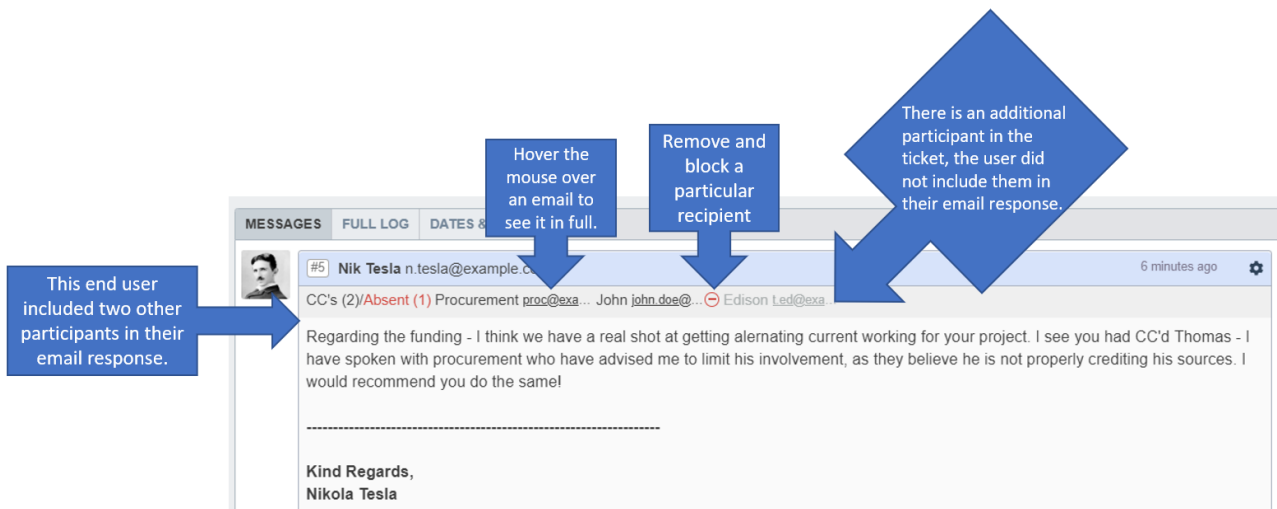 There is an additional
participant in the
ticket, the user did
not include them in
their email response.
Remove and
block a
particular
recipient
Hover the
mouse over
an email to
see it in full.
MESSAGES FULL LOG DATES &
This end user
included two other
participants in their
email response.
#5 Nik Tesla n.tesla@example.c 6 minutes ago
CC's (2)/Absent (1) Procurement proc@exa... John john.doe@... Edison t.ed@exa...
Regarding the funding - I think we have a real shot at getting alernating current working for your project. I see you had CC'd Thomas - I
have spoken with procurement who have advised me to limit his involvement, as they believe he is not properly crediting his sources. I
would recommend you do the same!
--------------------------------------------------------------------
Kind Regards,
Nikola Tesla